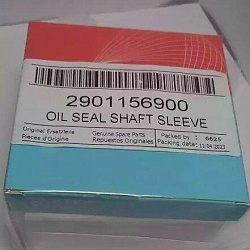 2901156900
OIL SEAL SHAFT SLEEVE
Original Ersatzteile Genuine Spare Parts Packed by : 6626
Pièces d'Origine Repuestos Originales Packing date: 11/04/2023